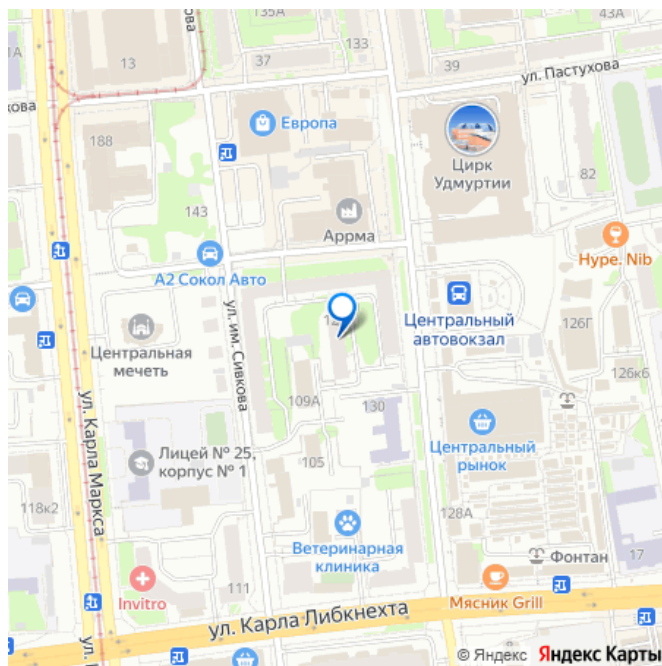 135А
1А
133
37
13
39
ул. Пастухова
кова
Европа
188
Цирк
Удмуртии
82
143
Аррма
Hype. Nib
А2 Сокол Авто
ул. им. Сивкова
Центральный
автовокзал
126Г
Центральная
мечеть
126к6
109А
130
Центральный
рынок
Лицей № 25,
корпус № 1
105
ул. Карла Маркса
118к2
128А
Ветеринарная
клиника
Фонтан
17
Invitro
111
Мясник Grill
ул. Карла Либкнехта
© Яндекс Яндекс Карты